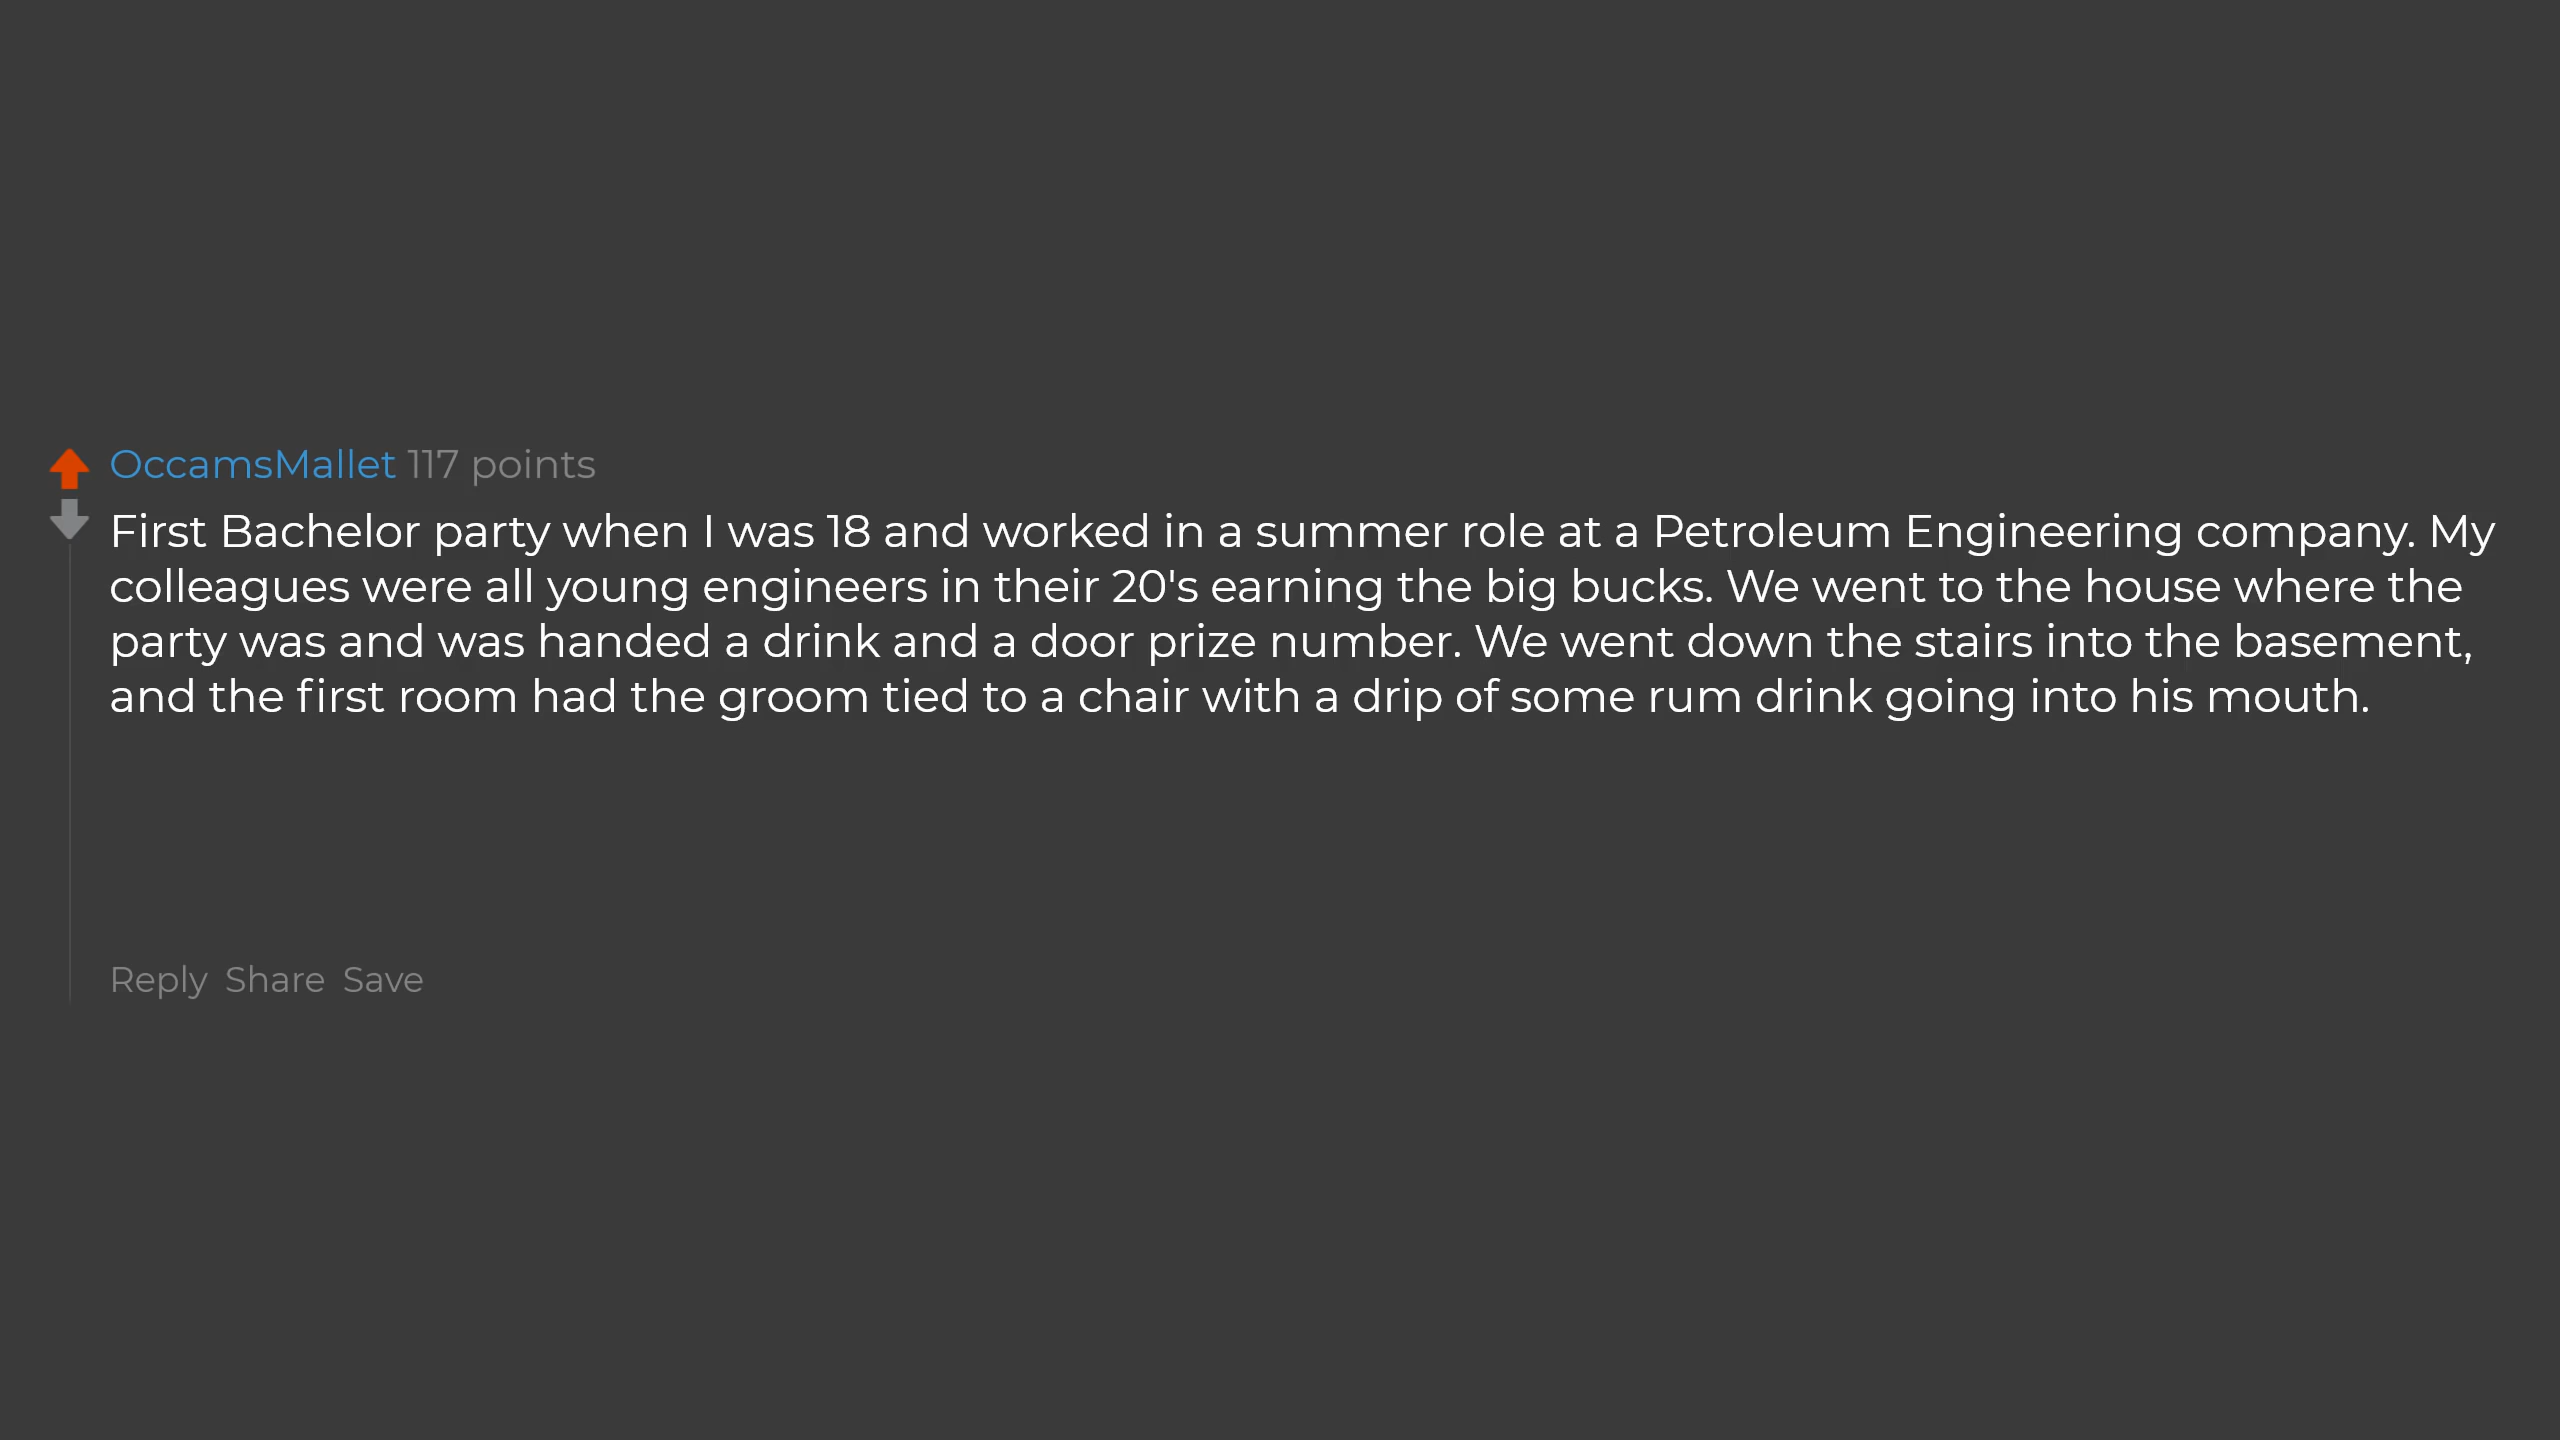 OccamsMallet 117 points
First Bachelor party when I was 18 and worked in a summer role at a Petroleum Engineering company. My
colleagues were all young engineers in their 20's earning the big bucks. We went to the house where the
party was and was handed a drink and a door prize number. We went down the stairs into the basement,
and the first room had the groom tied to a chair with a drip of some rum drink going into his mouth.
Reply Share Save